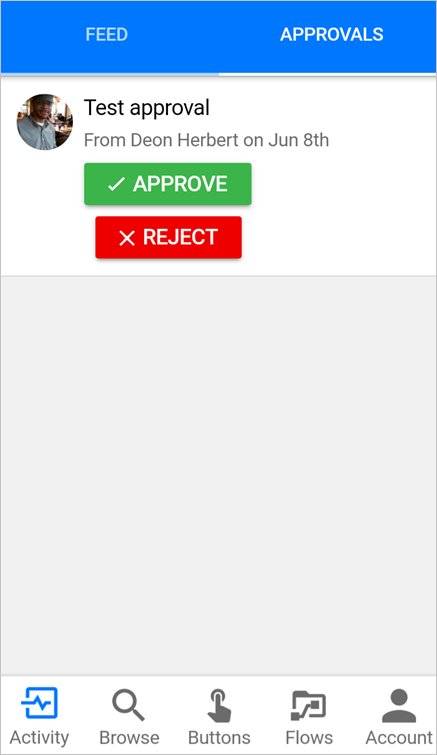 FEED
APPROVALS
Test approval
From Deon Herbert on Jun 8th
APPROVE
REJECT
Activity
Browse
Buttons
Flows
Account